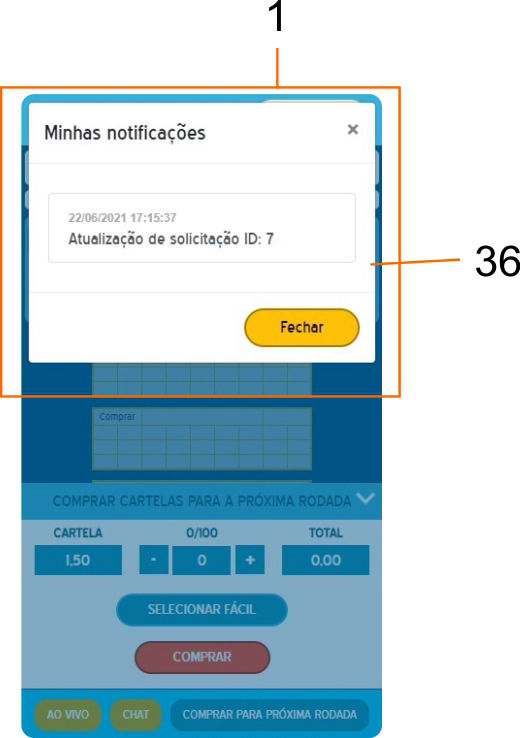 1
Minhas notificações ×
22/06/2021 17:15:37
Atualização de solicitação ID: 7
36
Fechar
Comprar
COMPRAR CARTELAS PARA A PRÓXIMA RODADA
CARTELA 0/100 TOTAL
1,50 - 0 + 0,00
SELECIONAR FÁCIL
COMPRAR
AO VIVO CHAT COMPRAR PARA PRÓXIMA RODADA